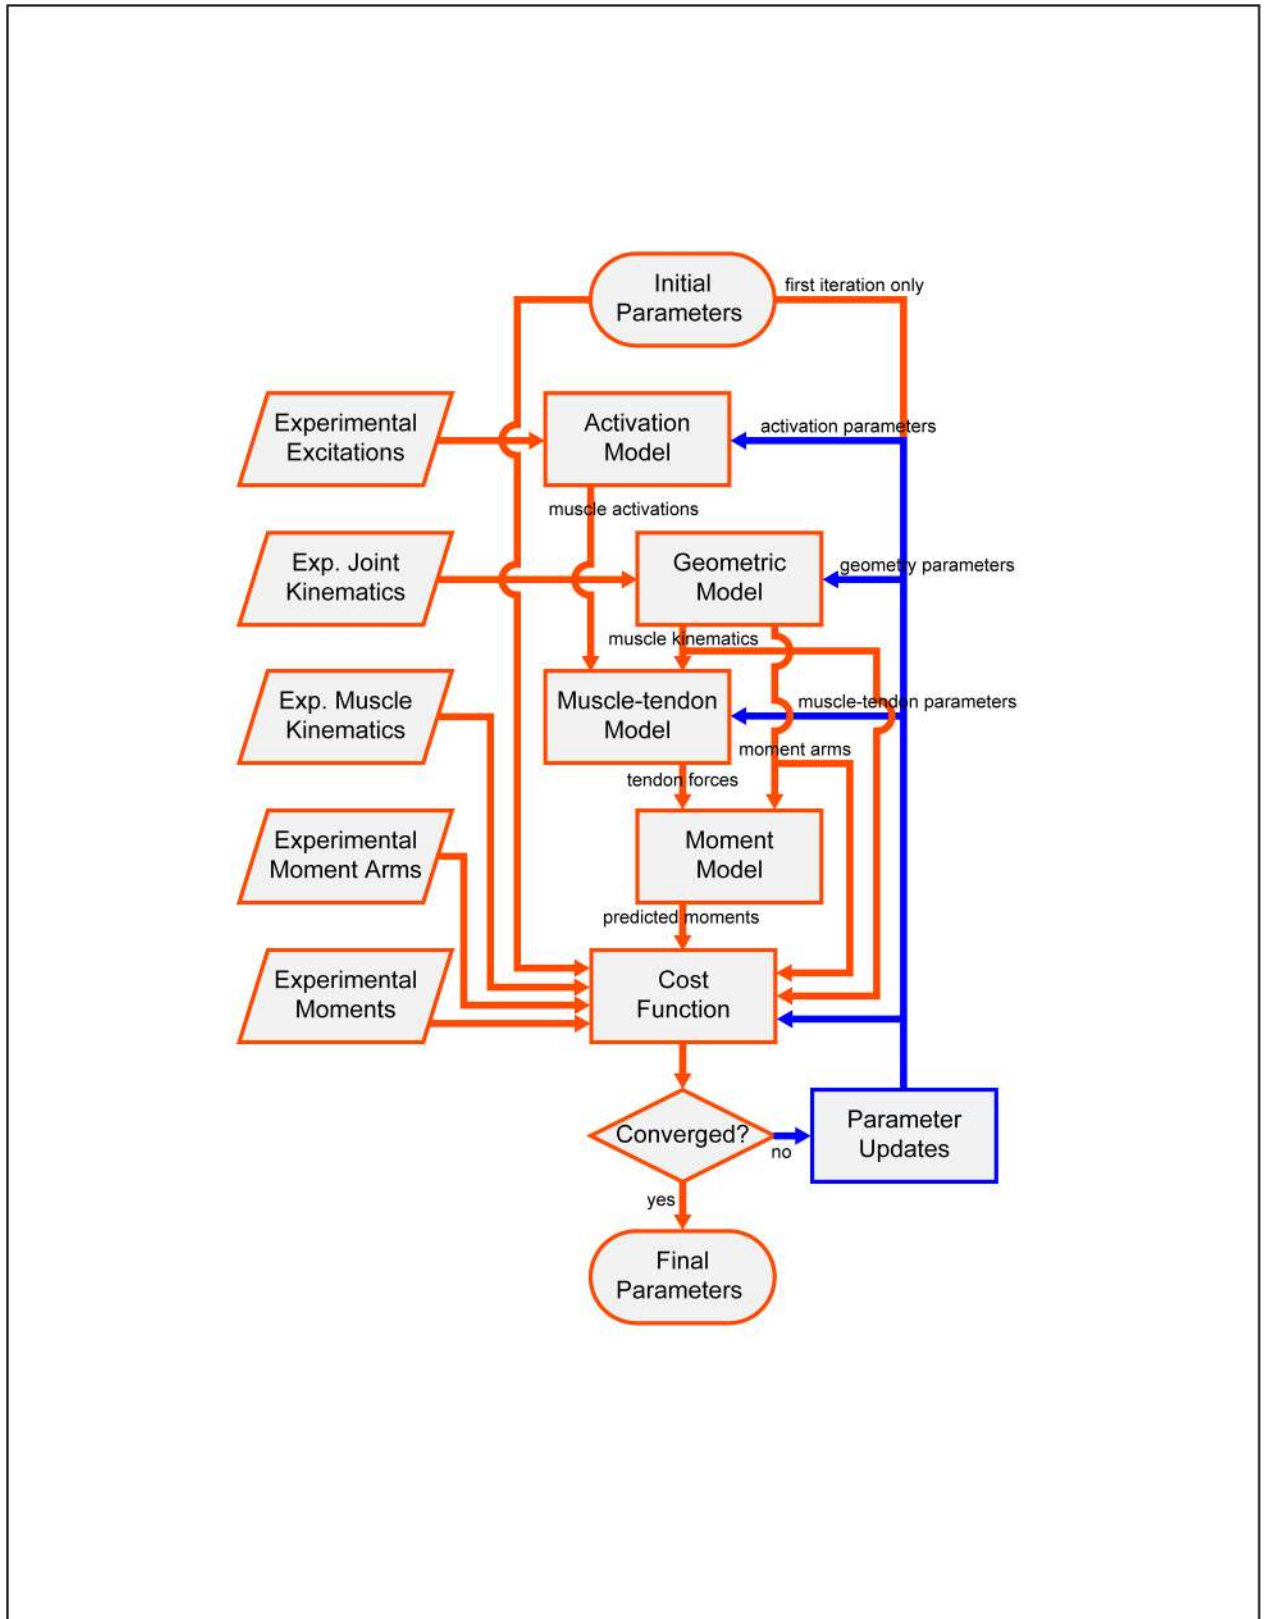 Initial
Parameters
first iteration only
Experimental
Excitations
Activation
Model
activation parameters
muscle activations
Exp. Joint
Kinematics
Geometric
Model
geometry parameters
muscle kinematics
Exp. Muscle
Kinematics
Muscle-tendon
Model
muscle-tendon parameters
moment arms
tendon forces
Experimental
Moment Arms
Moment
Model
predicted moments
Experimental
Moments
Cost
Function
Converged?
no
Parameter
Updates
yes
Final
Parameters